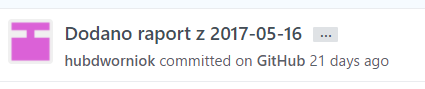 Dodano raport z 2017-05-16 ...
hubdworniok committed on GitHub 21 days ago